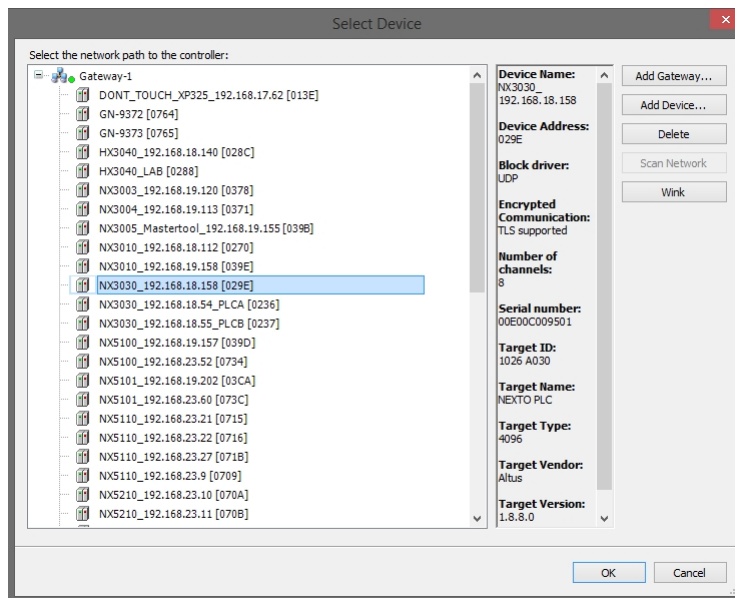 Select Device
Select the network path to the controller:
Gateway-1
DONT_TOUCH_XP325_192.168.17.62 [013E]
GN-9372 [0764]
GN-9373 [0765]
HX3040_192.168.18.140 [028C]
HX3040_LAB [0288]
NX3003_192.168.19.120 [0378]
NX3004_192.168.19.113 [0371]
NX3005_Mastertool_192.168.19.155 [039B]
NX3010_192.168.18.112 [0270]
NX3010_192.168.19.158 [039E]
NX3030_192.168.18.158 [029E]
NX3030_192.168.18.54_PLCA [0236]
NX3030_192.168.18.55_PLCB [0237]
NX5100_192.168.19.157 [039D]
NX5100_192.168.23.52 [0734]
NX5101_192.168.19.202 [03CA]
NX5101_192.168.23.60 [073C]
NX5110_192.168.23.21 [0715]
NX5110_192.168.23.22 [0716]
NX5110_192.168.23.27 [071B]
NX5110_192.168.23.9 [0709]
NX5210_192.168.23.10 [070A]
NX5210_192.168.23.11 [070B]
Device Name:
NX3030_
192.168.18.158
Device Address:
029E
Block driver:
UDP
Encrypted
Communication:
TLS supported
Number of
channels:
8
Serial number:
00E00C009501
Target ID:
1026 A030
Target Name:
NEXTO PLC
Target Type:
4096
Target Vendor:
Altus
Target Version:
1.8.8.0
Add Gateway...
Add Device...
Delete
Scan Network
Wink
OK
Cancel